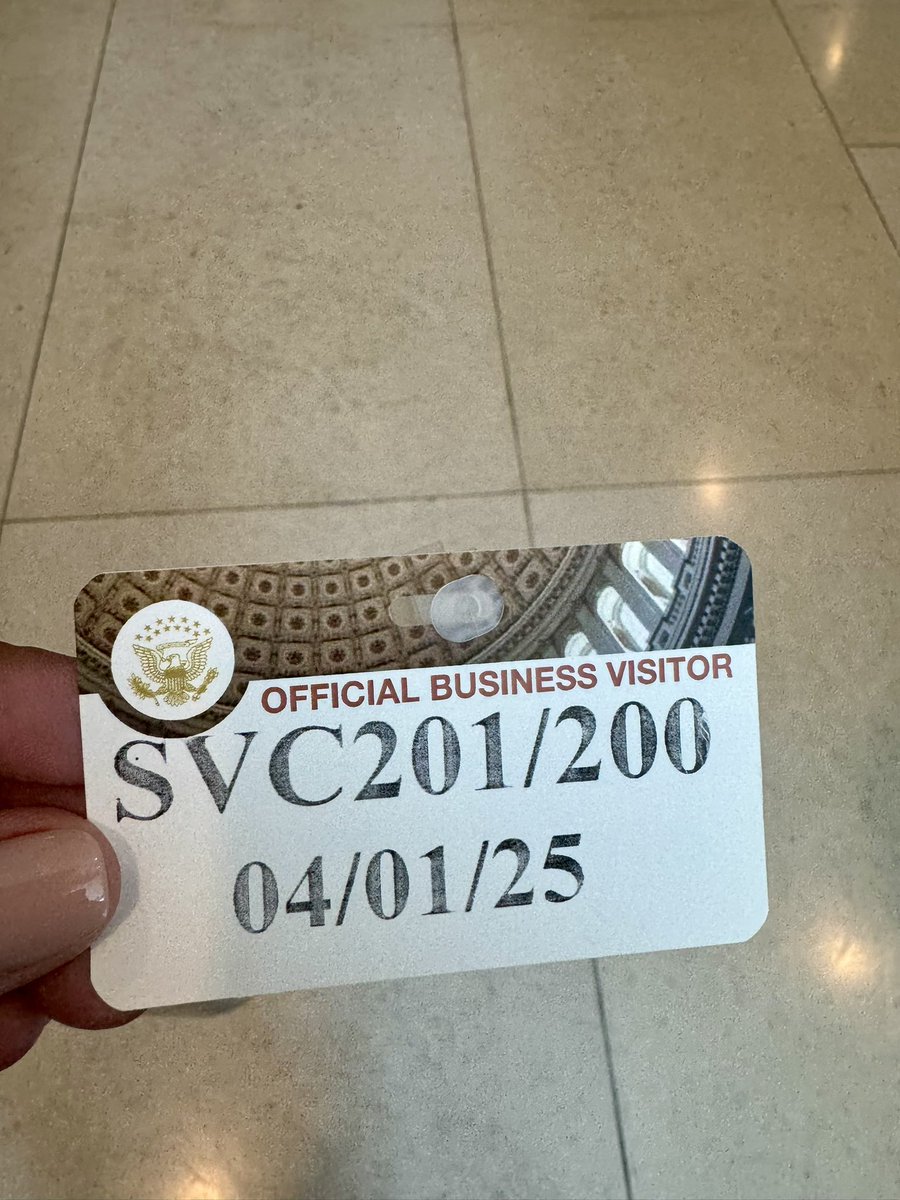 OFFICIAL BUSINESS VISITOR
SVC201/200
04/01/25